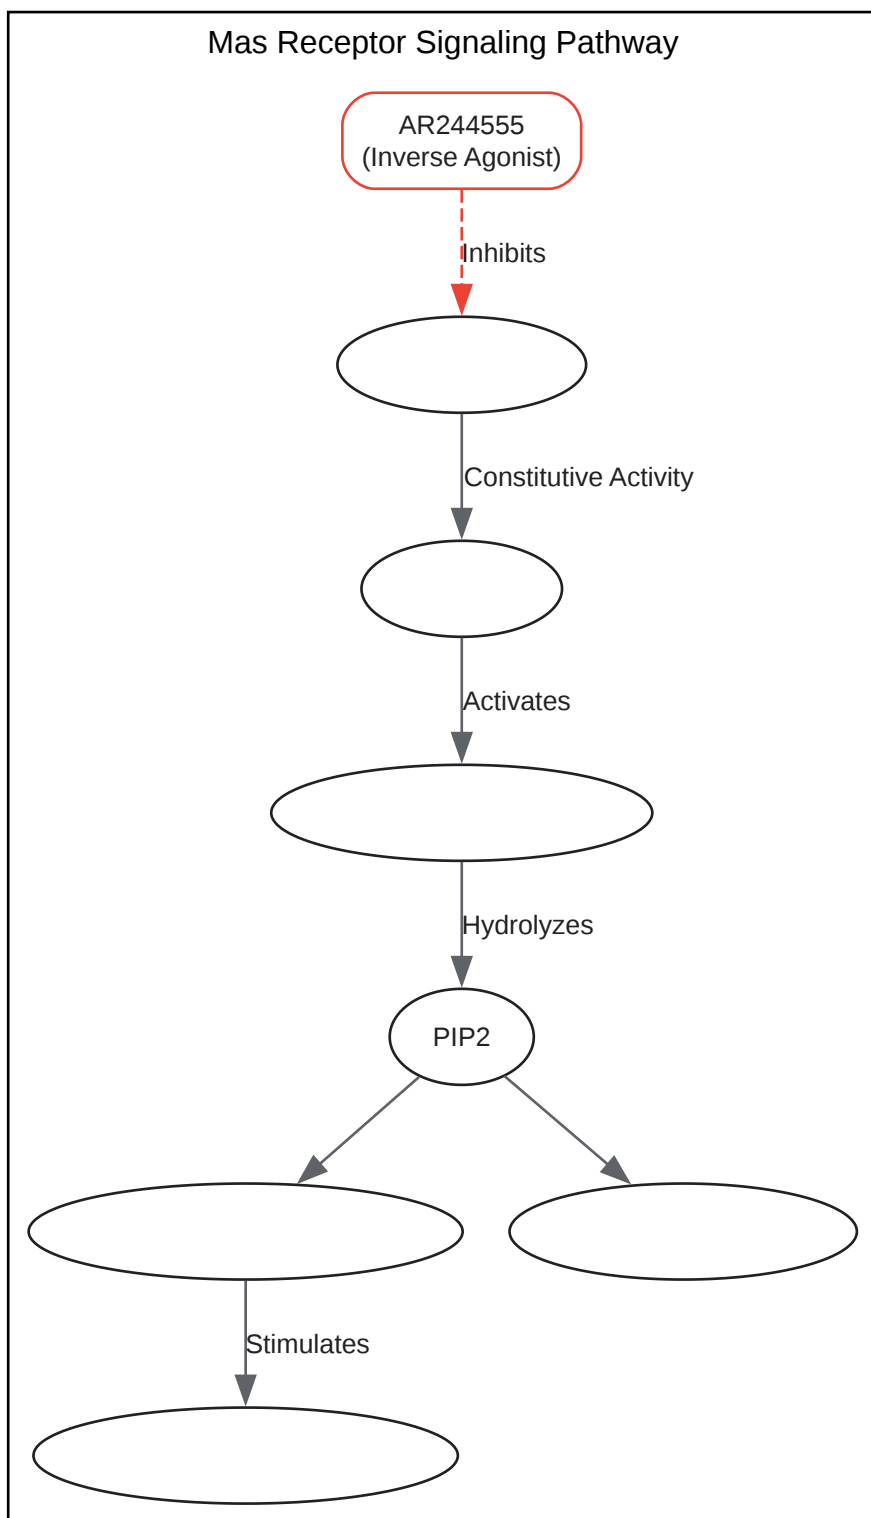 Mas Receptor Signaling Pathway
AR244555
(Inverse Agonist)
Inhibits
Constitutive Activity
Activates
Hydrolyzes
PIP2
Stimulates